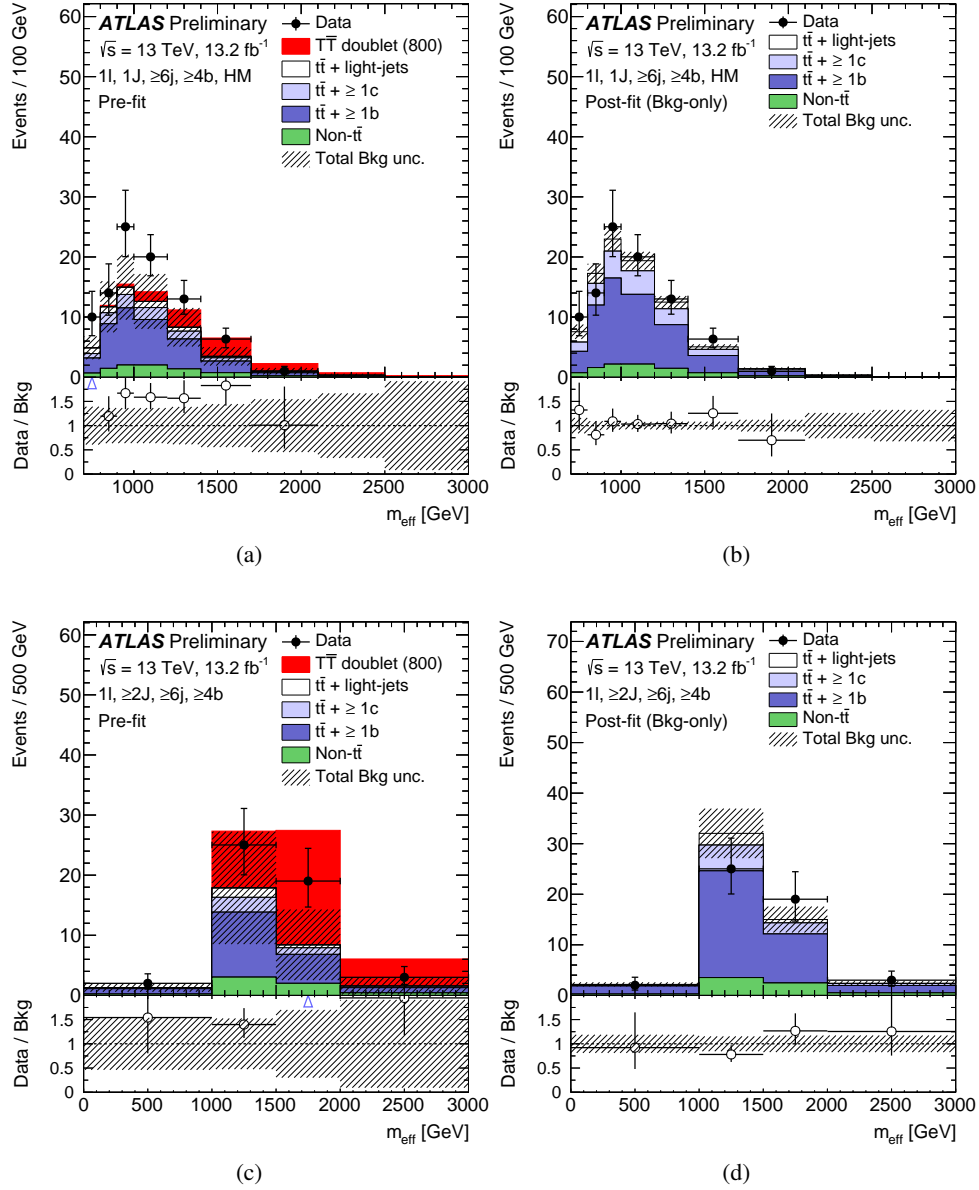 ATLAS Preliminary
√s = 13 TeV, 13.2 fb⁻¹
1l, 1J, ≥6j, ≥4b, HM
Pre-fit
Data
TT̅ doublet (800)
tt̅ + light-jets
tt̅ + ≥ 1c
tt̅ + ≥ 1b
Non-tt̅
Total Bkg unc.
Events / 100 GeV
60
50
40
30
20
10
0
Data / Bkg
1.5
1
0.5
0
1000 1500 2000 2500 3000
m_eff [GeV]
(a)
ATLAS Preliminary
√s = 13 TeV, 13.2 fb⁻¹
1l, 1J, ≥6j, ≥4b, HM
Post-fit (Bkg-only)
Data
tt̅ + light-jets
tt̅ + ≥ 1c
tt̅ + ≥ 1b
Non-tt̅
Total Bkg unc.
Events / 100 GeV
60
50
40
30
20
10
0
Data / Bkg
1.5
1
0.5
0
1000 1500 2000 2500 3000
m_eff [GeV]
(b)
ATLAS Preliminary
√s = 13 TeV, 13.2 fb⁻¹
1l, ≥2J, ≥6j, ≥4b
Pre-fit
Data
TT̅ doublet (800)
tt̅ + light-jets
tt̅ + ≥ 1c
tt̅ + ≥ 1b
Non-tt̅
Total Bkg unc.
Events / 500 GeV
60
50
40
30
20
10
0
Data / Bkg
1.5
1
0.5
0
0 500 1000 1500 2000 2500 3000
m_eff [GeV]
(c)
ATLAS Preliminary
√s = 13 TeV, 13.2 fb⁻¹
1l, ≥2J, ≥6j, ≥4b
Post-fit (Bkg-only)
Data
tt̅ + light-jets
tt̅ + ≥ 1c
tt̅ + ≥ 1b
Non-tt̅
Total Bkg unc.
Events / 500 GeV
70
60
50
40
30
20
10
0
Data / Bkg
1.5
1
0.5
0
0 500 1000 1500 2000 2500 3000
m_eff [GeV]
(d)